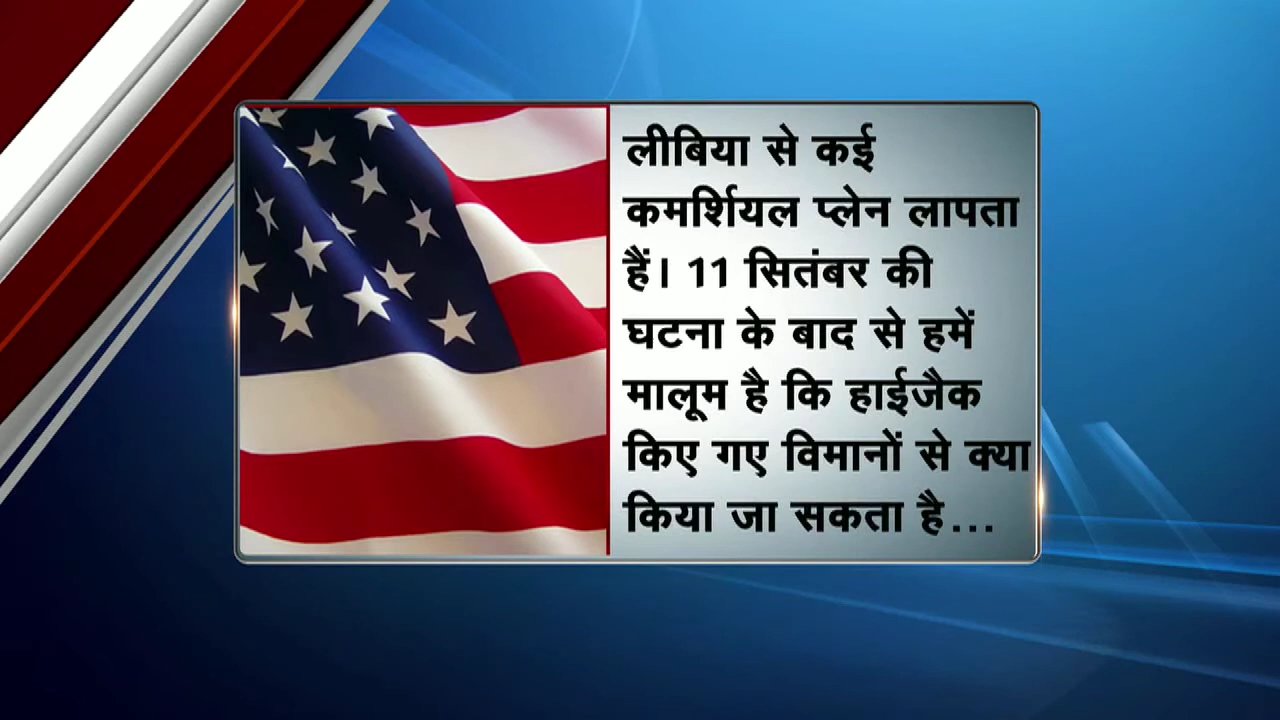 लीबिया से कई
कमर्शियल प्लेन लापता
हैं। 11 सितंबर की
घटना के बाद से हमें
मालूम है कि हाईजैक
किए गए विमानों से क्या
किया जा सकता है...